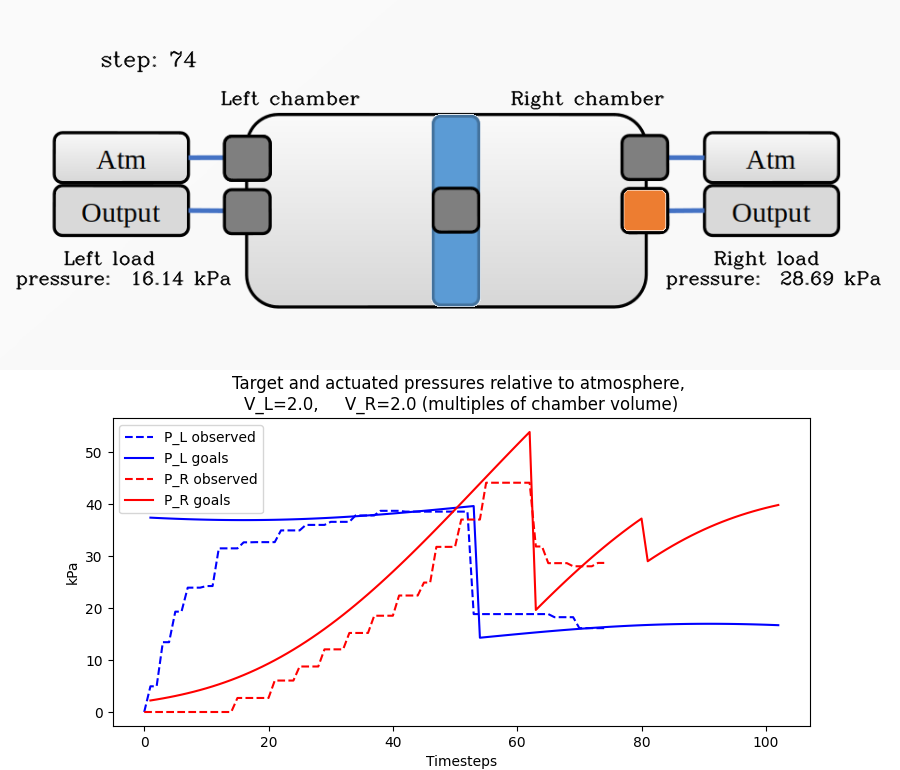 step: 74
Left chamber
Right chamber
Atm
Atm
Output
Output
Left load
pressure: 16.14 kPa
Right load
pressure: 28.69 kPa
Target and actuated pressures relative to atmosphere,
V_L=2.0, V_R=2.0 (multiples of chamber volume)
P_L observed
P_L goals
P_R observed
P_R goals
kPa
50
40
30
20
10
0
0 20 40 60 80 100
Timesteps